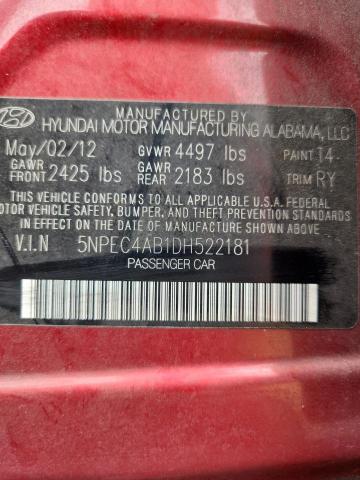 MANUFACTURED BY
HYUNDAI MOTOR MANUFACTURING ALABAMA, LLC
May/02/12 GVWR 4497 lbs PAINT 14
GAWR FRONT 2425 lbs GAWR REAR 2183 lbs TRIM RY
VEHICLE CONFORMS TO ALL APPLICABLE U.S.A. FEDERAL
MOTOR VEHICLE SAFETY, BUMPER, AND THEFT PREVENTION
STANDARDS IN EFFECT ON THE DATE OF MANUFACTURE SHOWN ABOVE.
V.I.N 5NPEC4AB1DH522181
PASSENGER CAR